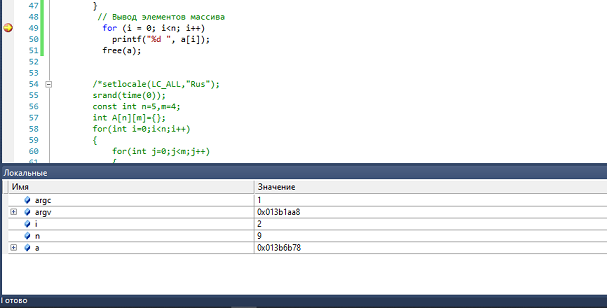 47 }
48 // Вывод элементов массива
49 for (i = 0; i<n; i++)
50 printf("%d ", a[i]);
51 free(a);
52
53
54 /*setlocale(LC_ALL,"Rus");
55 srand(time(0));
56 const int n=5,m=4;
57 int A[n][m]={};
58 for(int i=0;i<n;i++)
59 {
60 for(int j=0;j<m;j++)
61 {
Локальные
Имя Значение
argc 1
argv 0x013b1aa8
i 2
n 9
a 0x013b6b78
Готово